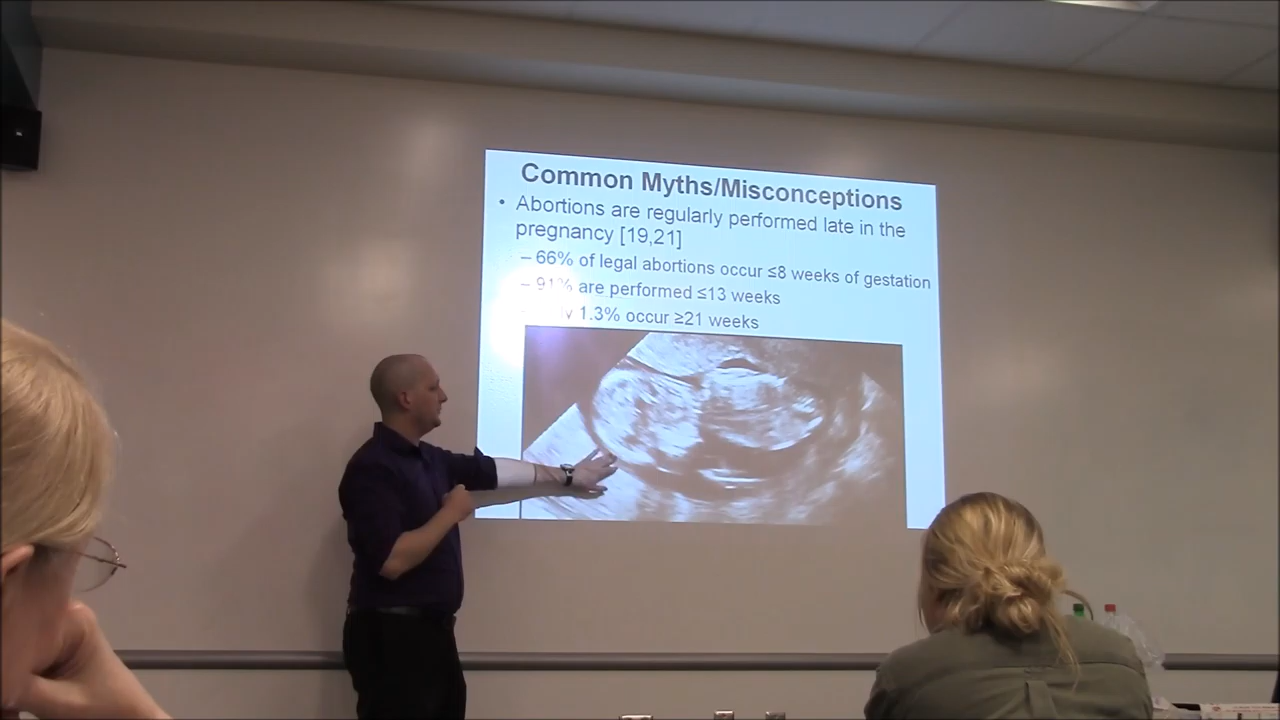 Common Myths/Misconceptions
• Abortions are regularly performed late in the
pregnancy [19,21]
– 66% of legal abortions occur ≤8 weeks of gestation
– 91% are performed ≤13 weeks
1.3% occur ≥21 weeks